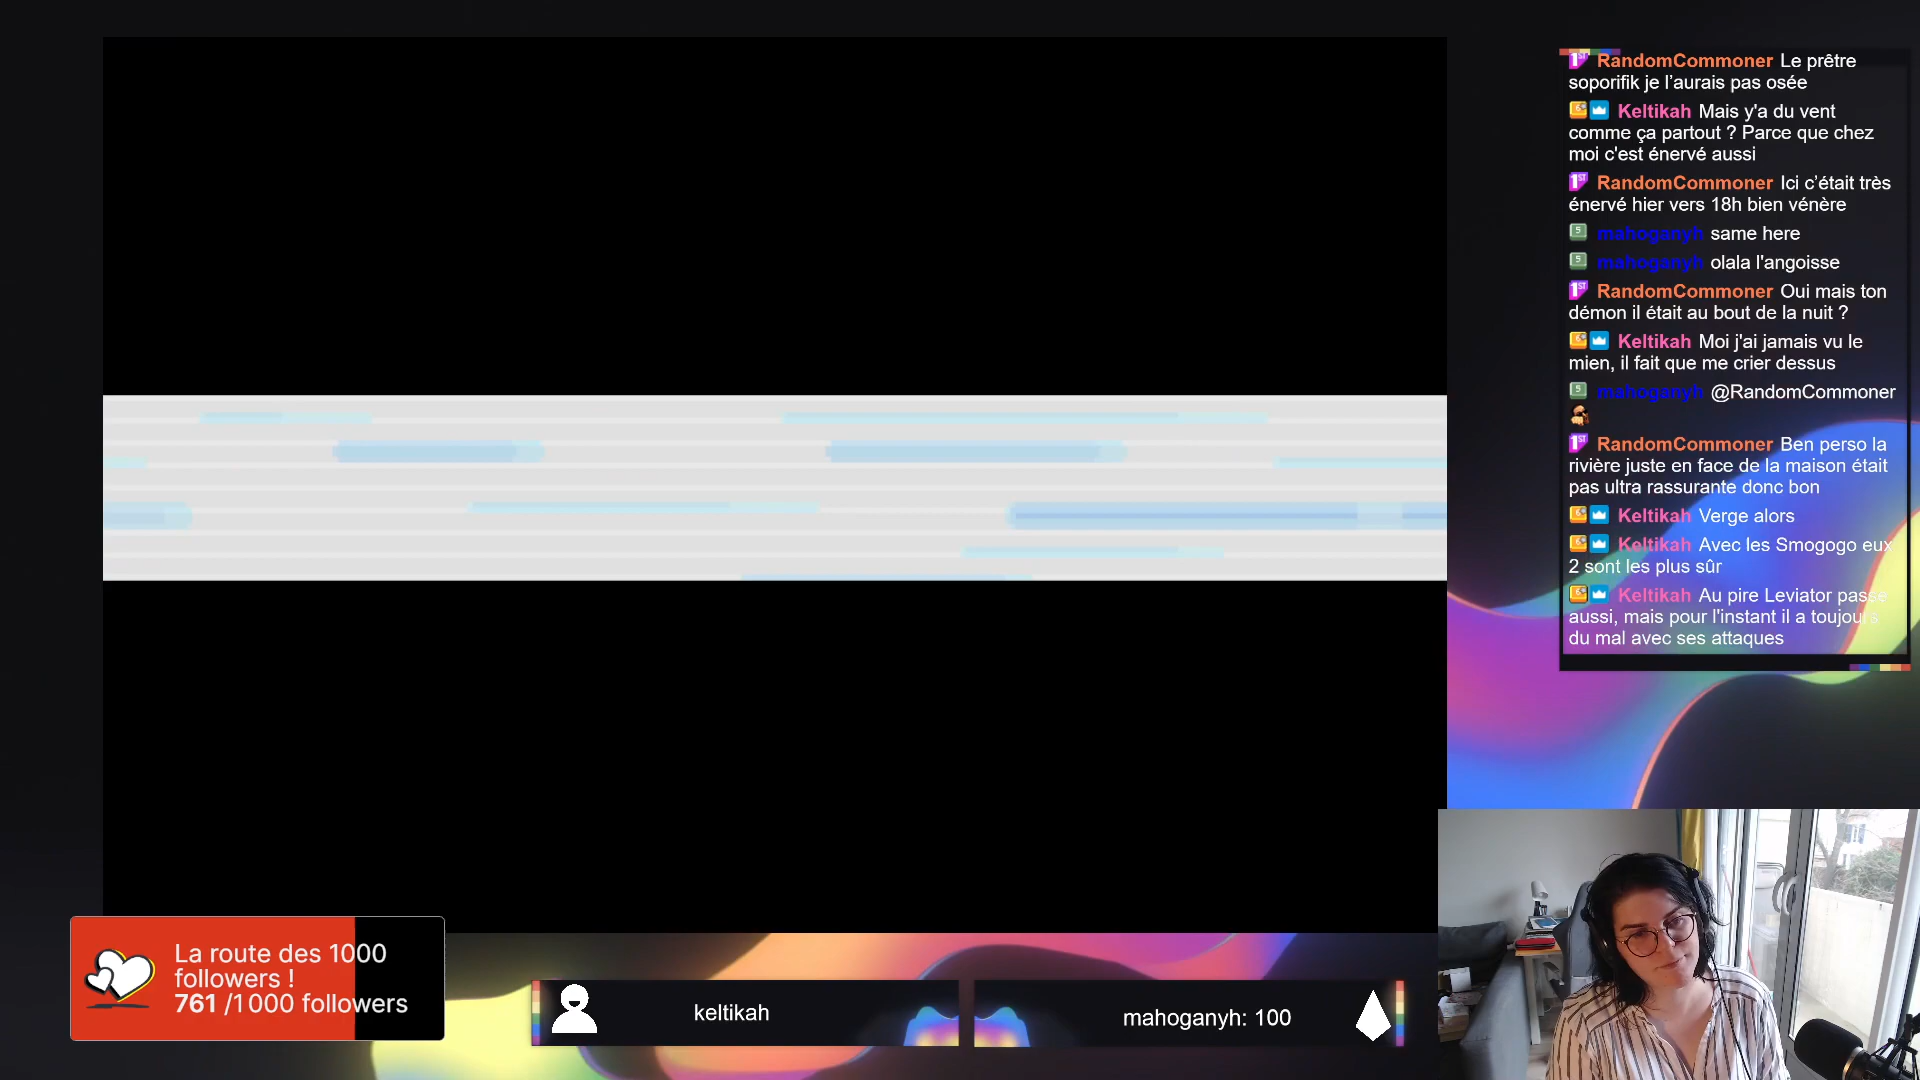 RandomCommoner Le prêtre
soporifik je l’aurais pas osée
Keltikah Mais y'a du vent
comme ça partout ? Parce que chez
moi c'est énervé aussi
RandomCommoner Ici c’était très
énervé hier vers 18h bien vénère
mahoganyh same here
mahoganyh olala l'angoisse
RandomCommoner Oui mais ton
démon il était au bout de la nuit ?
Keltikah Moi j'ai jamais vu le
mien, il fait que me crier dessus
mahoganyh @RandomCommoner
RandomCommoner Ben perso la
rivière juste en face de la maison était
pas ultra rassurante donc bon
Keltikah Verge alors
Keltikah Avec les Smogogo eux
2 sont les plus sûr
Keltikah Au pire Leviator passe
aussi, mais pour l'instant il a toujours
du mal avec ses attaques
La route des 1000
followers !
761 /1 000 followers
keltikah
mahoganyh: 100